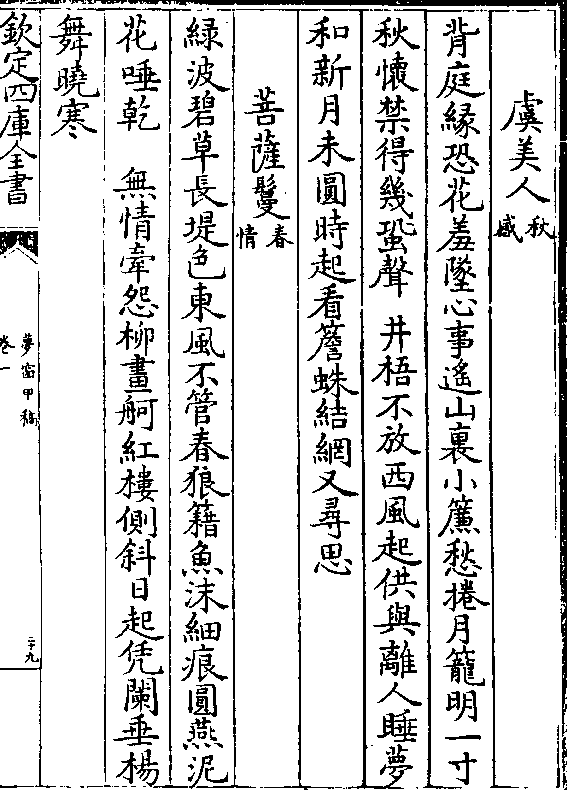 虞美人秋感
背庭緣恐花羞墜心事遙山裏小簾愁捲月籠明一寸
秋懷禁得幾蛩聲　井梧不放西風起供與離人睡夢
和新月未圓時起看簷蛛結網又尋思
菩薩鬘春情
緑波碧草長堤色東風不管春狼籍魚沫細痕圓燕泥
花唾乾　無情牽怨柳畫舸紅樓側斜日起凭闌垂楊
舞曉寒
欽定四庫全書
夢窗甲稿
卷一
二十九